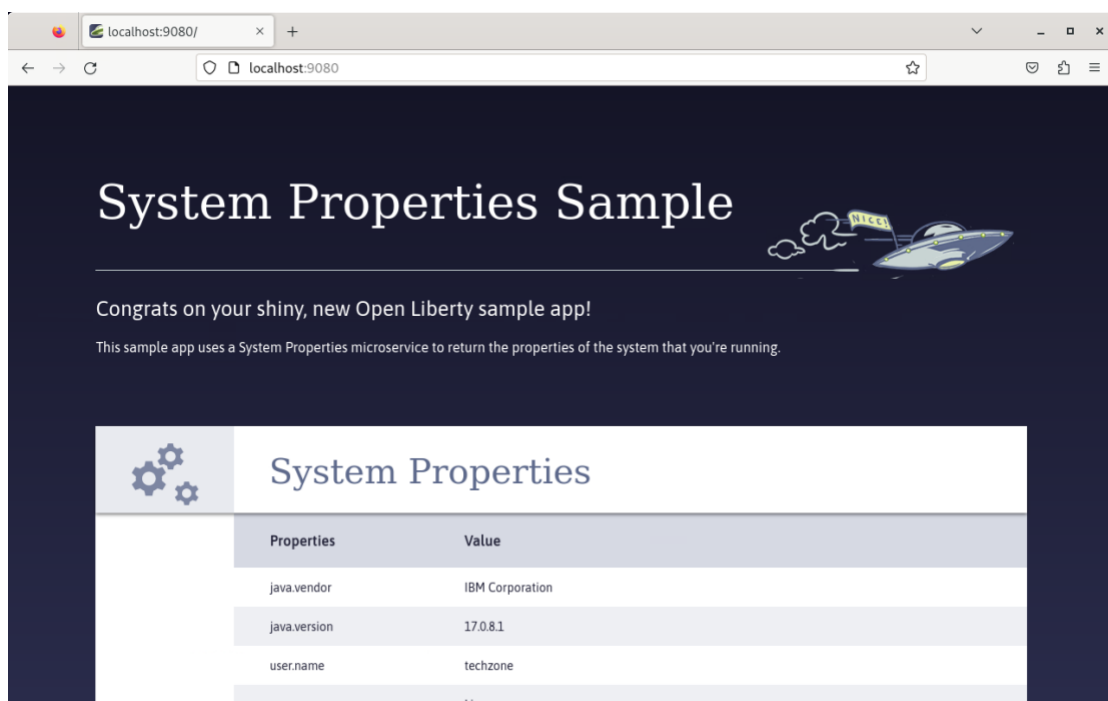 localhost:9080/
localhost:9080
System Properties Sample
NICE!
Congrats on your shiny, new Open Liberty sample app!
This sample app uses a System Properties microservice to return the properties of the system that you're running.
System Properties
Properties Value
java.vendor IBM Corporation
java.version 17.0.8.1
user.name techzone